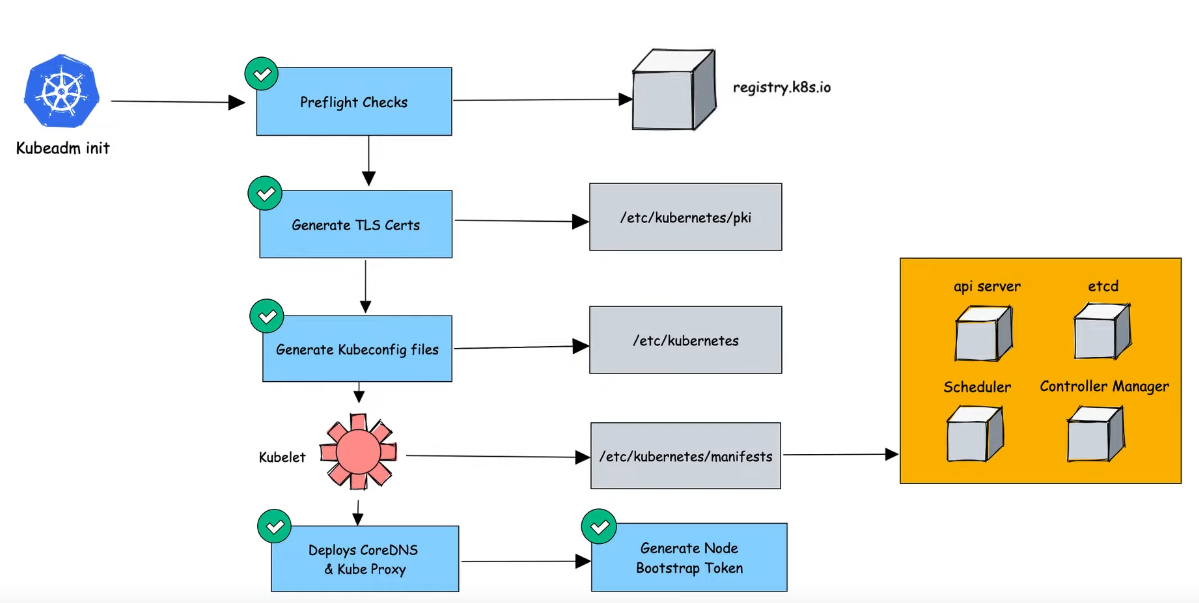 Kubeadm init
Preflight Checks
registry.k8s.io
Generate TLS Certs
/etc/kubernetes/pki
Generate Kubeconfig files
/etc/kubernetes
api server
etcd
Scheduler
Controller Manager
Kubelet
/etc/kubernetes/manifests
Deploys CoreDNS
& Kube Proxy
Generate Node
Bootstrap Token